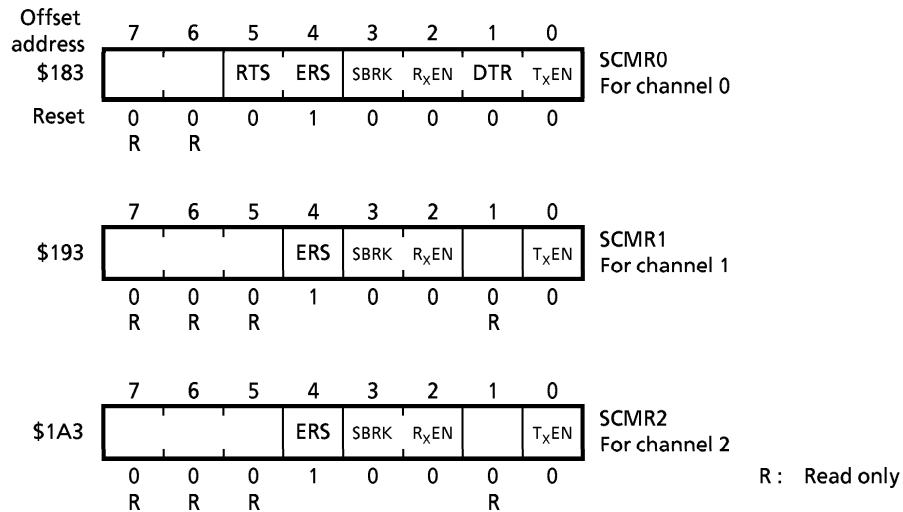 Offset
address
7 6 5 4 3 2 1 0
$183 RTS ERS SBRK RXEN DTR TXEN SCMR0
For channel 0
Reset 0 0 0 1 0 0 0 0
R R
7 6 5 4 3 2 1 0
$193 ERS SBRK RXEN TXEN SCMR1
For channel 1
0 0 0 1 0 0 0 0
R R R R
7 6 5 4 3 2 1 0
$1A3 ERS SBRK RXEN TXEN SCMR2
For channel 2
0 0 0 1 0 0 0 0 R : Read only
R R R R